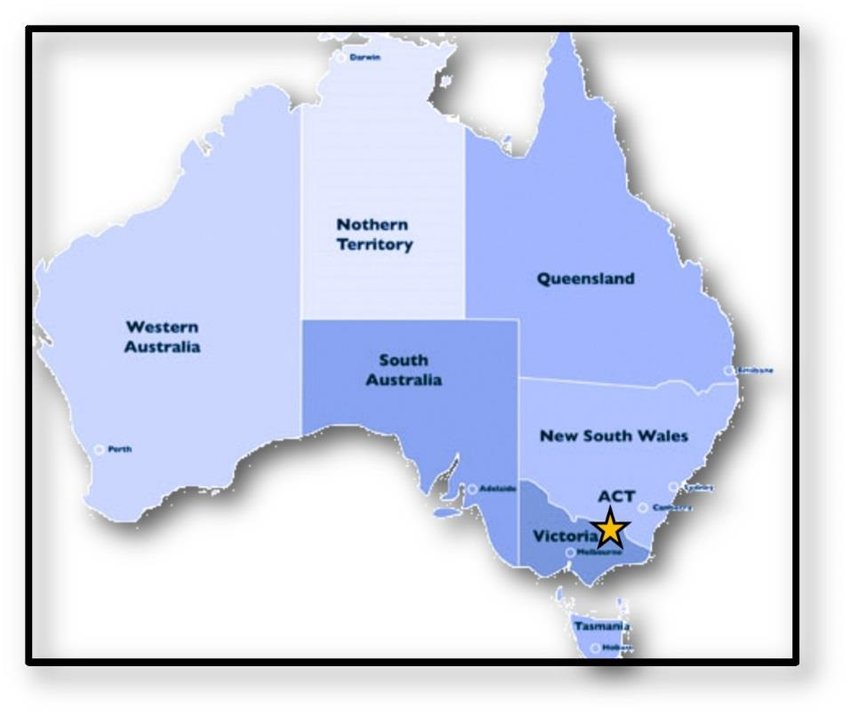 Darwin
Nothern
Territory
Queensland
Western
Australia
South
Australia
Brisbane
New South Wales
Perth
Adelaide
Sydney
ACT
Canberra
Victoria
Melbourne
Tasmania
Hobart